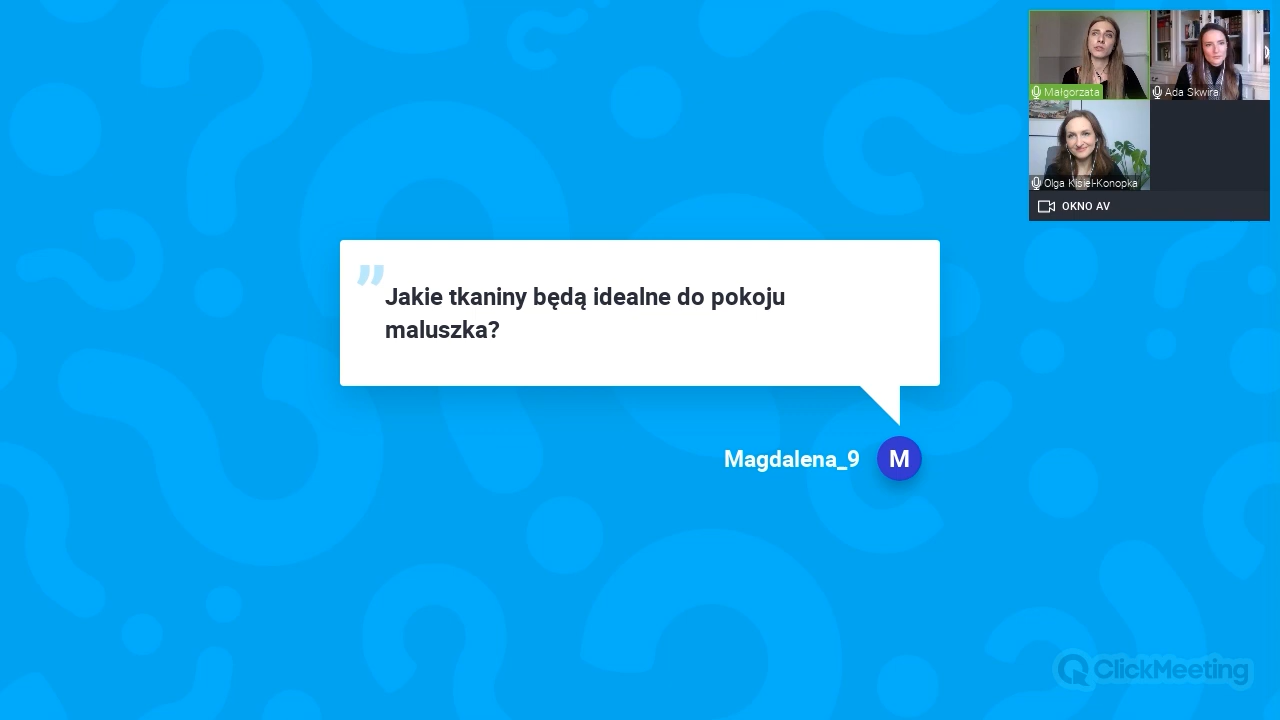 Małgorzata
Ada Skwira
Olga Kisiel-Konopka
OKNO AV
Jakie tkaniny będą idealne do pokoju
maluszka?
Magdalena_9
M
ClickMeeting